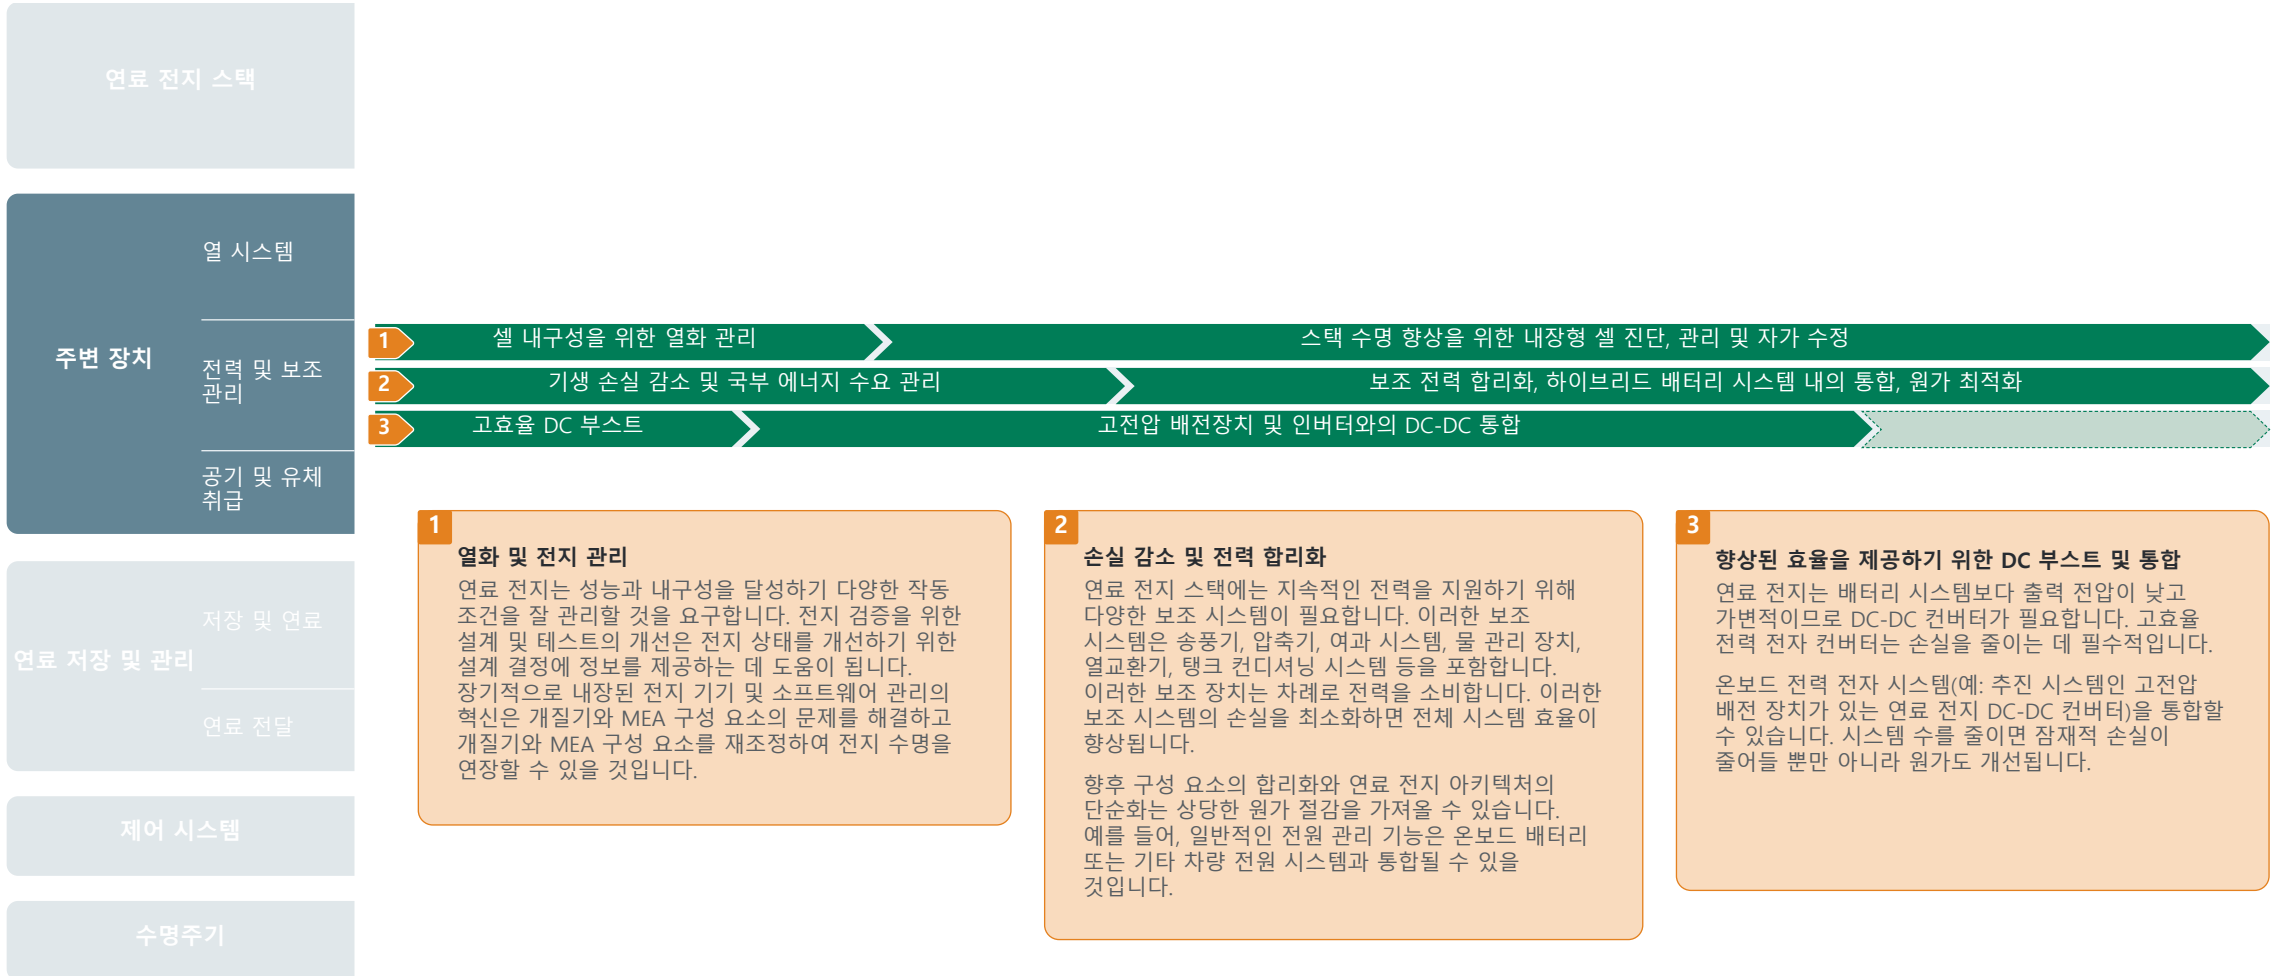 연료 전지 스택
주변 장치
열 시스템
전력 및 보조
관리
공기 및 유체
취급
연료 저장 및 관리
저장 및 연료
연료 전달
제어 시스템
수명주기
1
셀 내구성을 위한 열화 관리
스택 수명 향상을 위한 내장형 셀 진단, 관리 및 자가 수정
2
기생 손실 감소 및 국부 에너지 수요 관리
보조 전력 합리화, 하이브리드 배터리 시스템 내의 통합, 원가 최적화
3
고효율 DC 부스트
고전압 배전장치 및 인버터와의 DC-DC 통합
1
열화 및 전지 관리
연료 전지는 성능과 내구성을 달성하기 다양한 작동
조건을 잘 관리할 것을 요구합니다. 전지 검증을 위한
설계 및 테스트의 개선은 전지 상태를 개선하기 위한
설계 결정에 정보를 제공하는 데 도움이 됩니다.
장기적으로 내장된 전지 기기 및 소프트웨어 관리의
혁신은 개질기와 MEA 구성 요소의 문제를 해결하고
개질기와 MEA 구성 요소를 재조정하여 전지 수명을
연장할 수 있을 것입니다.
2
손실 감소 및 전력 합리화
연료 전지 스택에는 지속적인 전력을 지원하기 위해
다양한 보조 시스템이 필요합니다. 이러한 보조
시스템은 송풍기, 압축기, 여과 시스템, 물 관리 장치,
열교환기, 탱크 컨디셔닝 시스템 등을 포함합니다.
이러한 보조 장치는 차례로 전력을 소비합니다. 이러한
보조 시스템의 손실을 최소화하면 전체 시스템 효율이
향상됩니다.
향후 구성 요소의 합리화와 연료 전지 아키텍처의
단순화는 상당한 원가 절감을 가져올 수 있습니다.
예를 들어, 일반적인 전원 관리 기능은 온보드 배터리
또는 기타 차량 전원 시스템과 통합될 수 있을
것입니다.
3
향상된 효율을 제공하기 위한 DC 부스트 및 통합
연료 전지는 배터리 시스템보다 출력 전압이 낮고
가변적이므로 DC-DC 컨버터가 필요합니다. 고효율
전력 전자 컨버터는 손실을 줄이는 데 필수적입니다.
온보드 전력 전자 시스템(예: 추진 시스템인 고전압
배전 장치가 있는 연료 전지 DC-DC 컨버터)을 통합할
수 있습니다. 시스템 수를 줄이면 잠재적 손실이
줄어들 뿐만 아니라 원가도 개선됩니다.